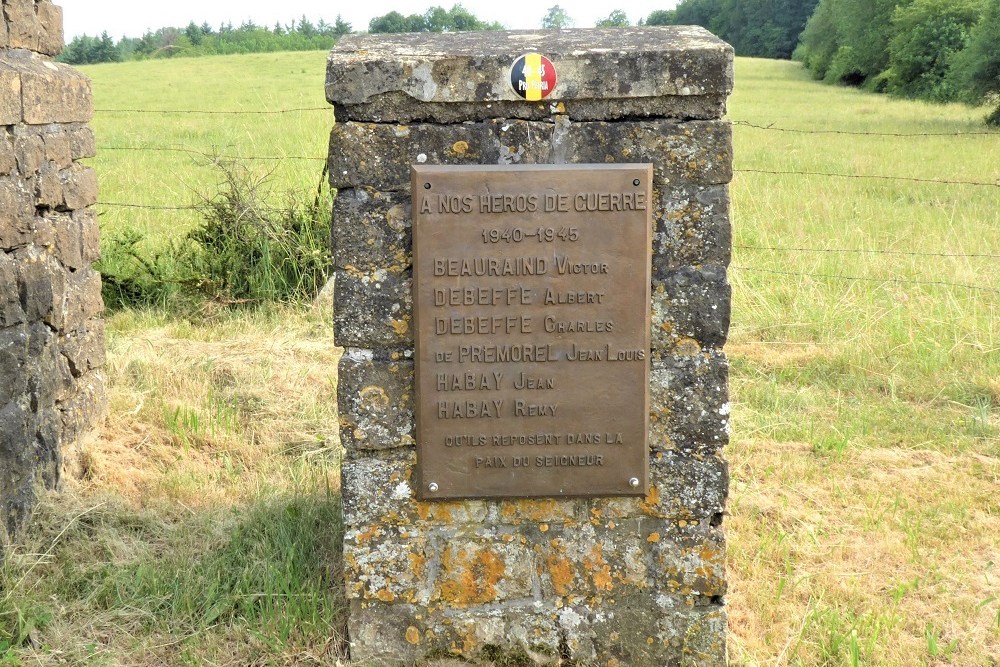 A NOS HÈROS DE GUERRE
1940-1945
BEAURAIND VICTOR
DEBEFFE ALBERT
DEBEFFE CHARLES
DE PREMOREL JEAN LOUIS
HABAY JEAN
HABAY REMY
QU'ILS REPOSENT DANS LA
PAIX DU SEIGNEUR